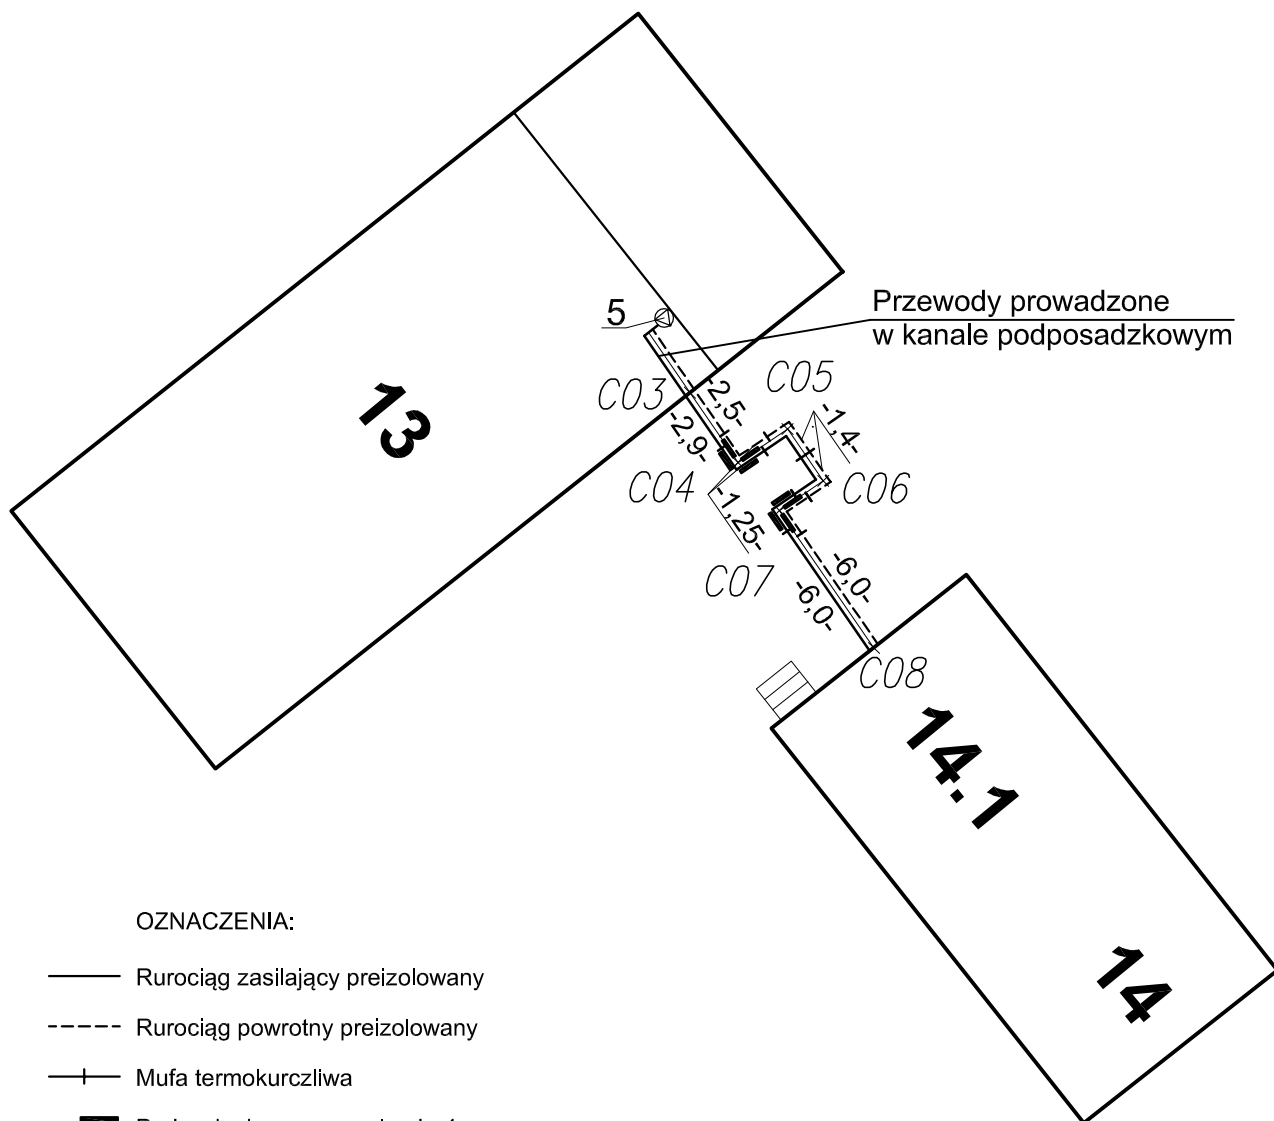 Przewody prowadzone
w kanale podposadzkowym
5
13
C03
-2,5-
-2,9-
C05
-1,4-
C04
C06
-1,25-
C07
-6,0-
-6,0-
C08
14.1
14
OZNACZENIA:
Rurociąg zasilający preizolowany
Rurociąg powrotny preizolowany
Mufa termokurczliwa